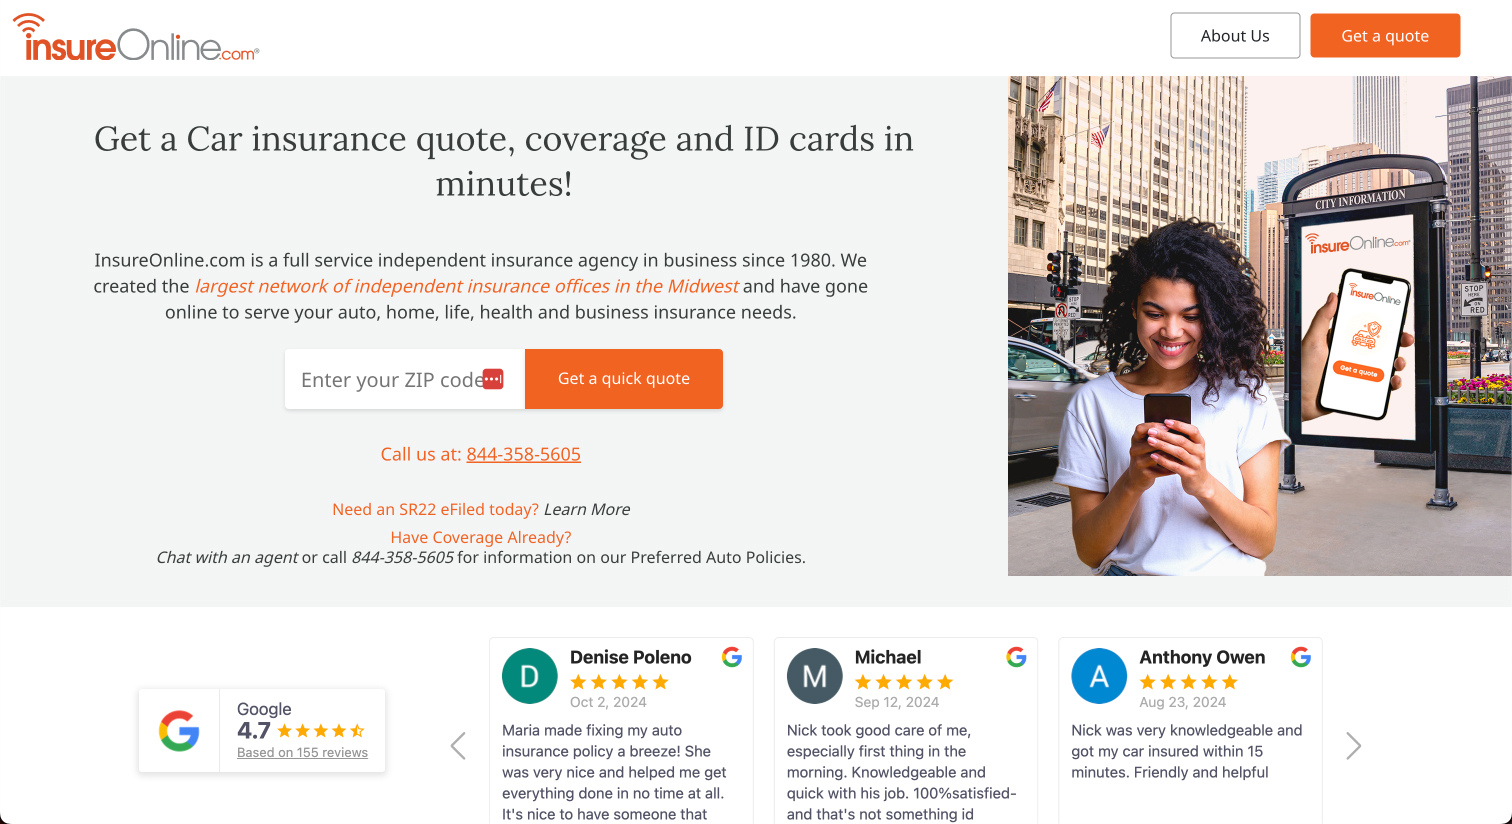 insureOnline.com®
About Us
Get a quote
Get a Car insurance quote, coverage and ID cards in
minutes!
InsureOnline.com is a full service independent insurance agency in business since 1980. We
created the largest network of independent insurance offices in the Midwest and have gone
online to serve your auto, home, life, health and business insurance needs.
Enter your ZIP code
Get a quick quote
Call us at: 844-358-5605
Need an SR22 eFiled today? Learn More
Have Coverage Already?
Chat with an agent or call 844-358-5605 for information on our Preferred Auto Policies.
CITY INFORMATION
insureOnline.com
insureOnline
Get a quote
STOP
HERE
ON
RED
STOP
Google
4.7
Based on 155 reviews
D
Denise Poleno
Oct 2, 2024
Maria made fixing my auto
insurance policy a breeze! She
was very nice and helped me get
everything done in no time at all.
It's nice to have someone that
M
Michael
Sep 12, 2024
Nick took good care of me,
especially first thing in the
morning. Knowledgeable and
quick with his job. 100%satisfied-
and that's not something id
A
Anthony Owen
Aug 23, 2024
Nick was very knowledgeable and
got my car insured within 15
minutes. Friendly and helpful